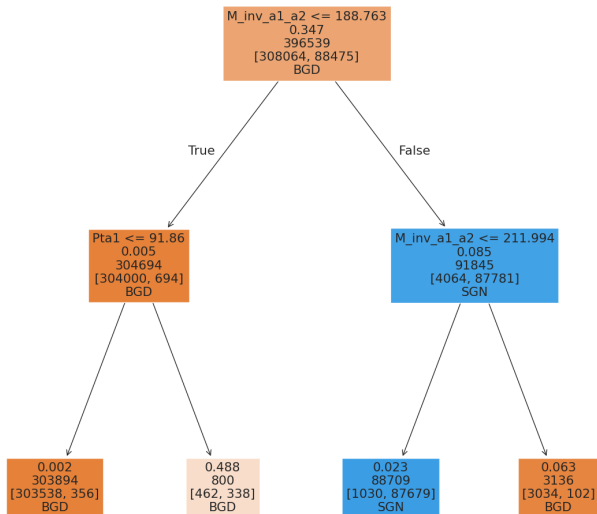 M_inv_a1_a2 <= 188.763
0.347
396539
[308064, 88475]
BGD
True
False
Pta1 <= 91.86
0.005
304694
[304000, 694]
BGD
M_inv_a1_a2 <= 211.994
0.085
91845
[4064, 87781]
SGN
0.002
303894
[303538, 356]
BGD
0.488
800
[462, 338]
BGD
0.023
88709
[1030, 87679]
SGN
0.063
3136
[3034, 102]
BGD